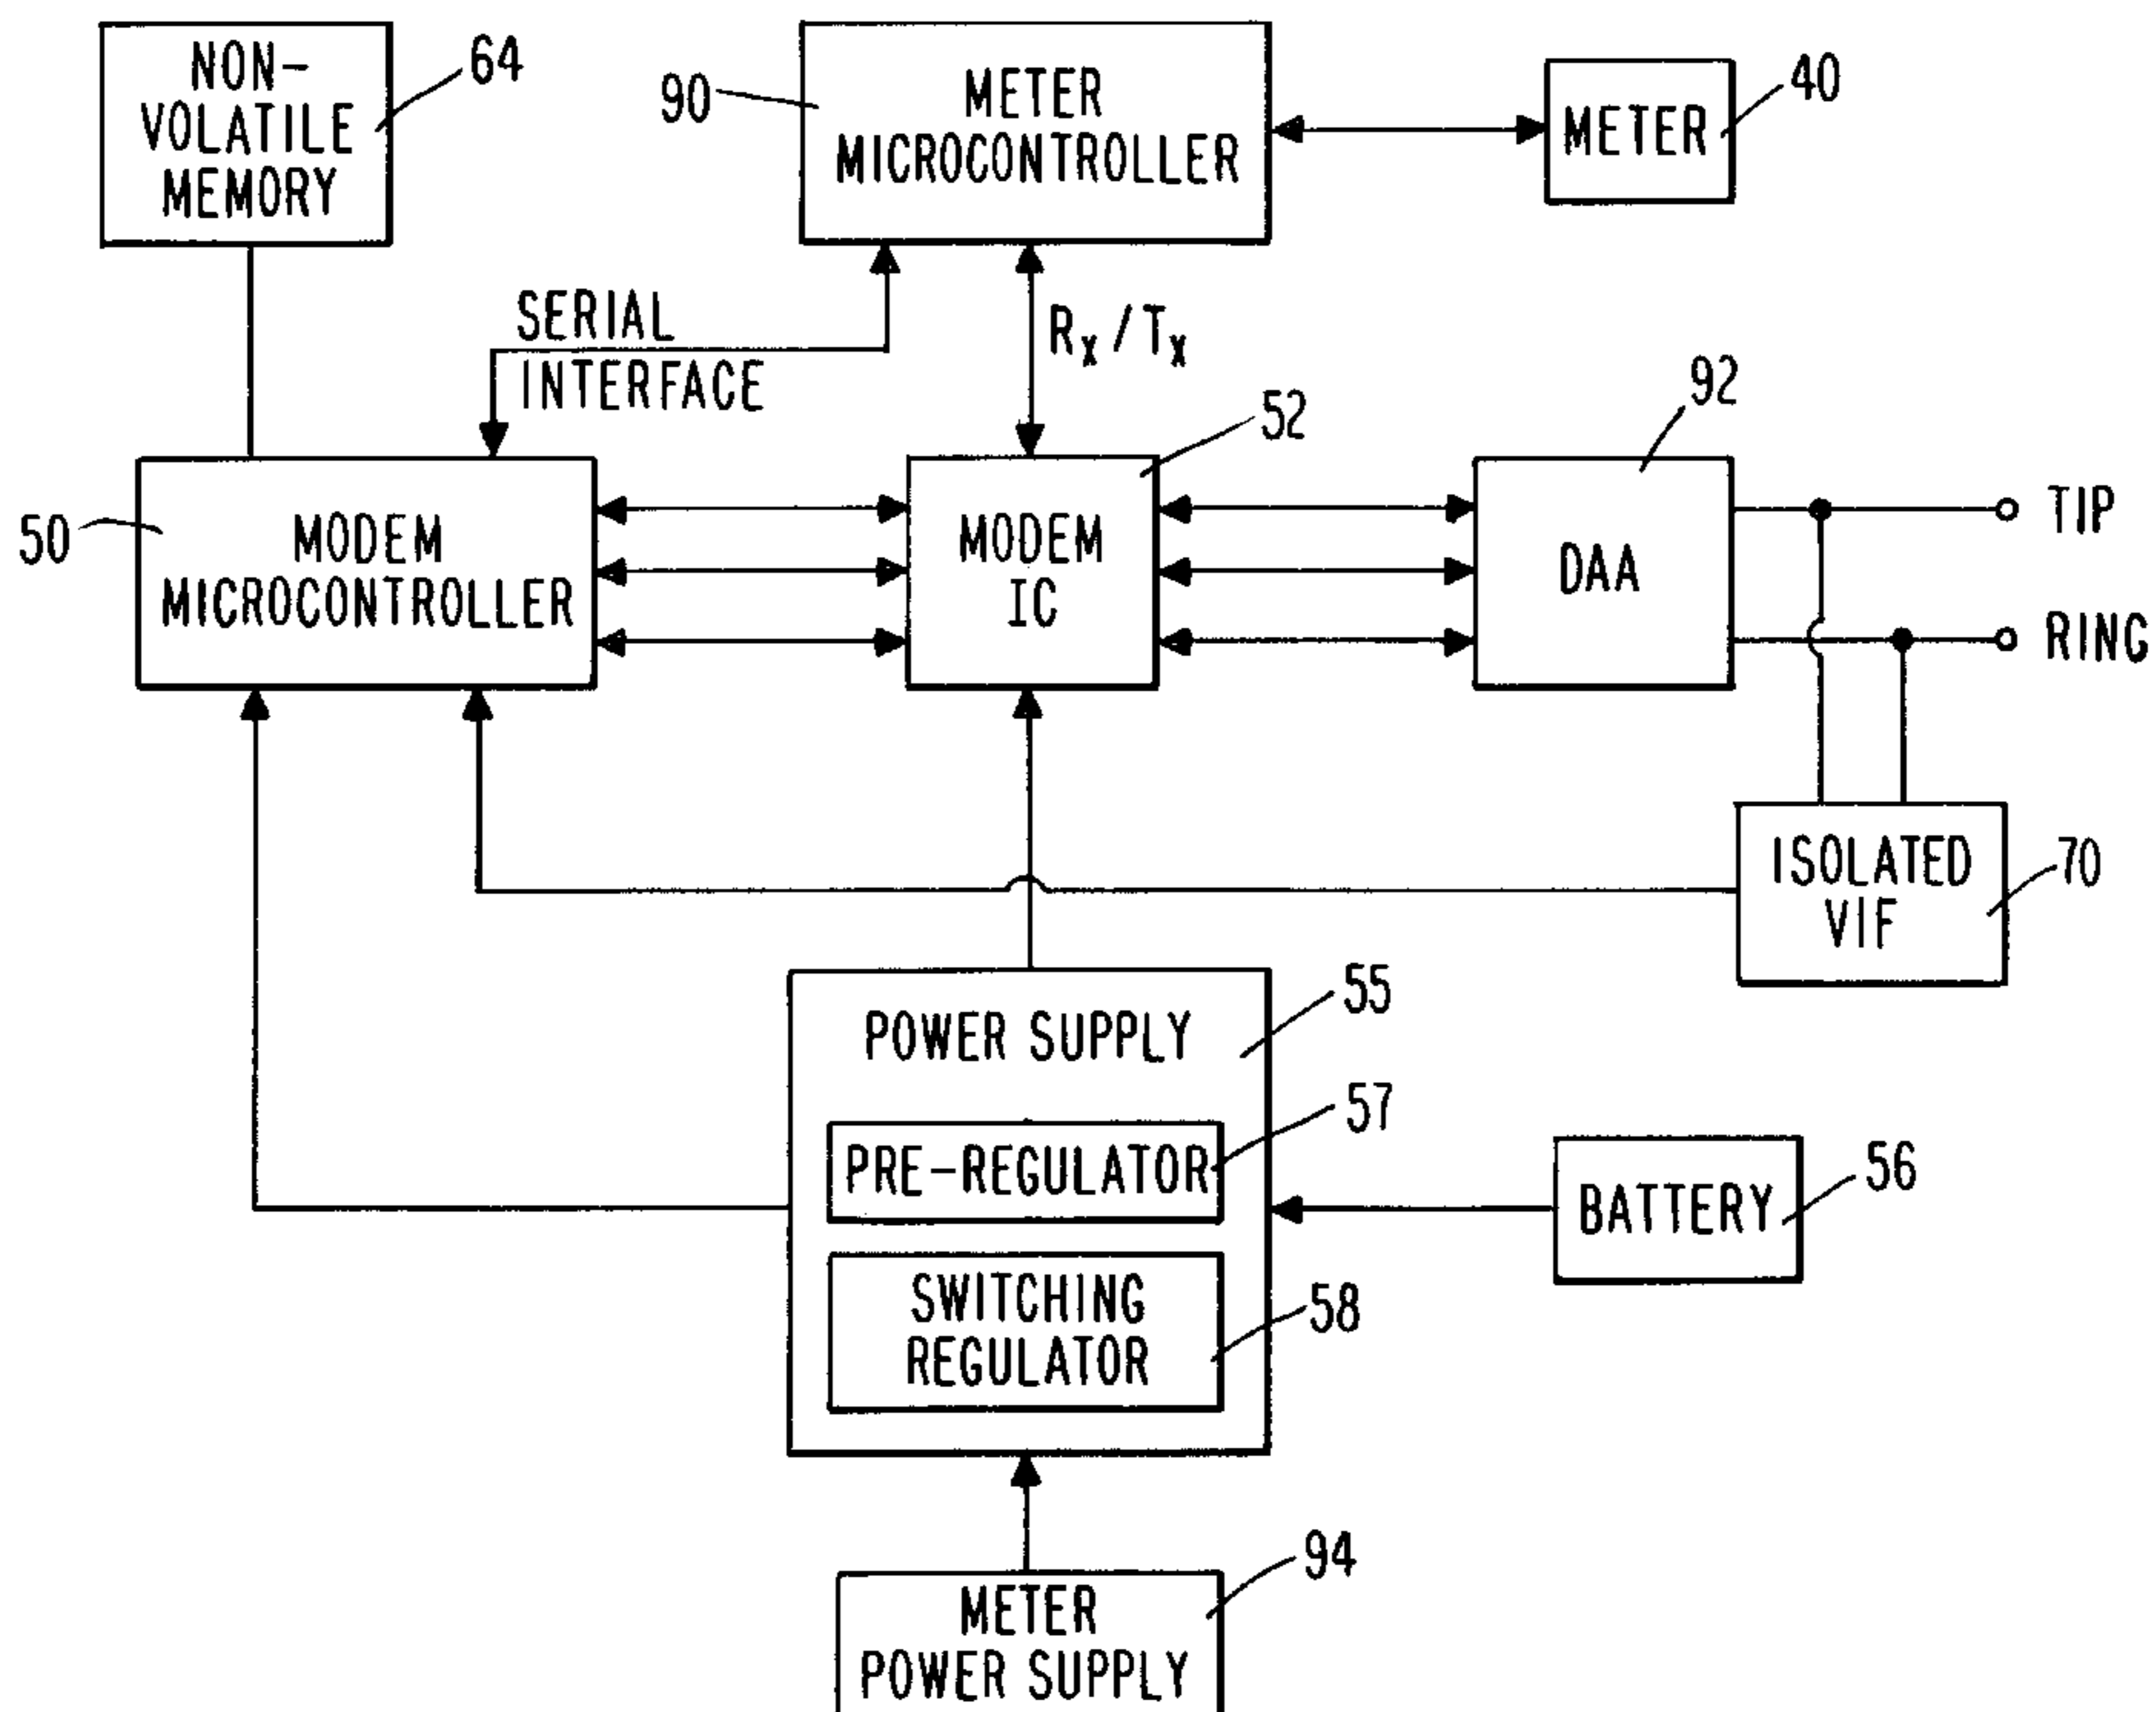 NON-
VOLATILE
MEMORY
64
90
METER
MICROCONTROLLER
METER
40
SERIAL
INTERFACE
Rx/Tx
50
MODEM
MICROCONTROLLER
52
MODEM
IC
92
DAA
TIP
RING
ISOLATED
VIF
70
POWER SUPPLY
55
PRE-REGULATOR
57
SWITCHING
REGULATOR
58
BATTERY
56
METER
POWER SUPPLY
94